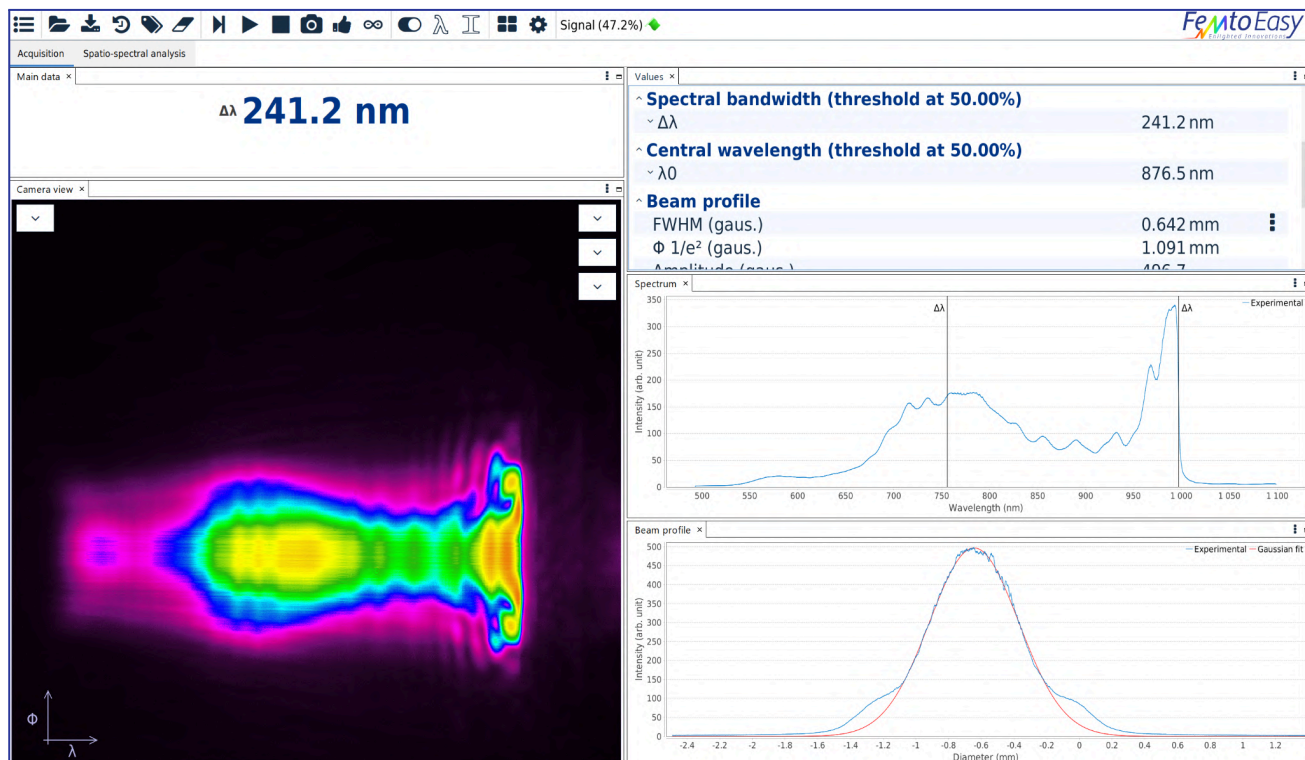 Signal (47.2%)
FemtoEasy
Enlighted Innovations
Acquisition
Spatio-spectral analysis
Main data ×
Δλ 241.2 nm
Camera view ×
Φ
λ
Values ×
Spectral bandwidth (threshold at 50.00%)
Δλ 241.2 nm
Central wavelength (threshold at 50.00%)
λ0 876.5 nm
Beam profile
FWHM (gaus.) 0.642 mm
Φ 1/e² (gaus.) 1.091 mm
Amplitude (gaus.) 496.7
Spectrum ×
Intensity (arb. unit)
350
300
250
200
150
100
50
0
Δλ
Δλ
Experimental
500 550 600 650 700 750 800 850 900 950 1 000 1 050 1 100
Wavelength (nm)
Beam profile ×
Intensity (arb. unit)
500
450
400
350
300
250
200
150
100
50
0
Experimental Gaussian fit
-2.4 -2.2 -2 -1.8 -1.6 -1.4 -1.2 -1 -0.8 -0.6 -0.4 -0.2 0 0.2 0.4 0.6 0.8 1 1.2
Diameter (mm)